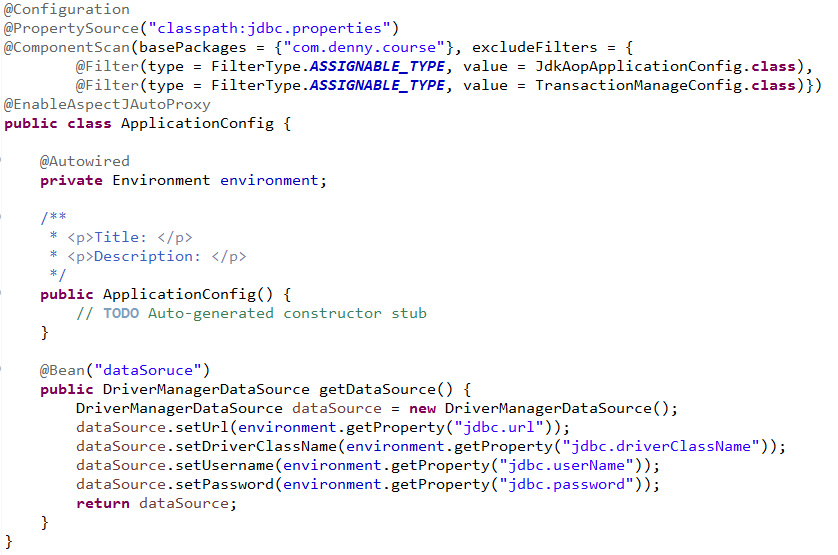 @Configuration
@PropertySource("classpath:jdbc.properties")
@ComponentScan(basePackages = {"com.denny.course"}, excludeFilters = {
        @Filter(type = FilterType.ASSIGNABLE_TYPE, value = JdkAopApplicationConfig.class),
        @Filter(type = FilterType.ASSIGNABLE_TYPE, value = TransactionManageConfig.class)})
@EnableAspectJAutoProxy
public class ApplicationConfig {
    @Autowired
    private Environment environment;
    /**
     * <p>Title: </p>
     * <p>Description: </p>
     */
    public ApplicationConfig() {
        // TODO Auto-generated constructor stub
    }
    @Bean("dataSoruce")
    public DriverManagerDataSource getDataSource() {
        DriverManagerDataSource dataSource = new DriverManagerDataSource();
        dataSource.setUrl(environment.getProperty("jdbc.url"));
        dataSource.setDriverClassName(environment.getProperty("jdbc.driverClassName"));
        dataSource.setUsername(environment.getProperty("jdbc.userName"));
        dataSource.setPassword(environment.getProperty("jdbc.password"));
        return dataSource;
    }
}